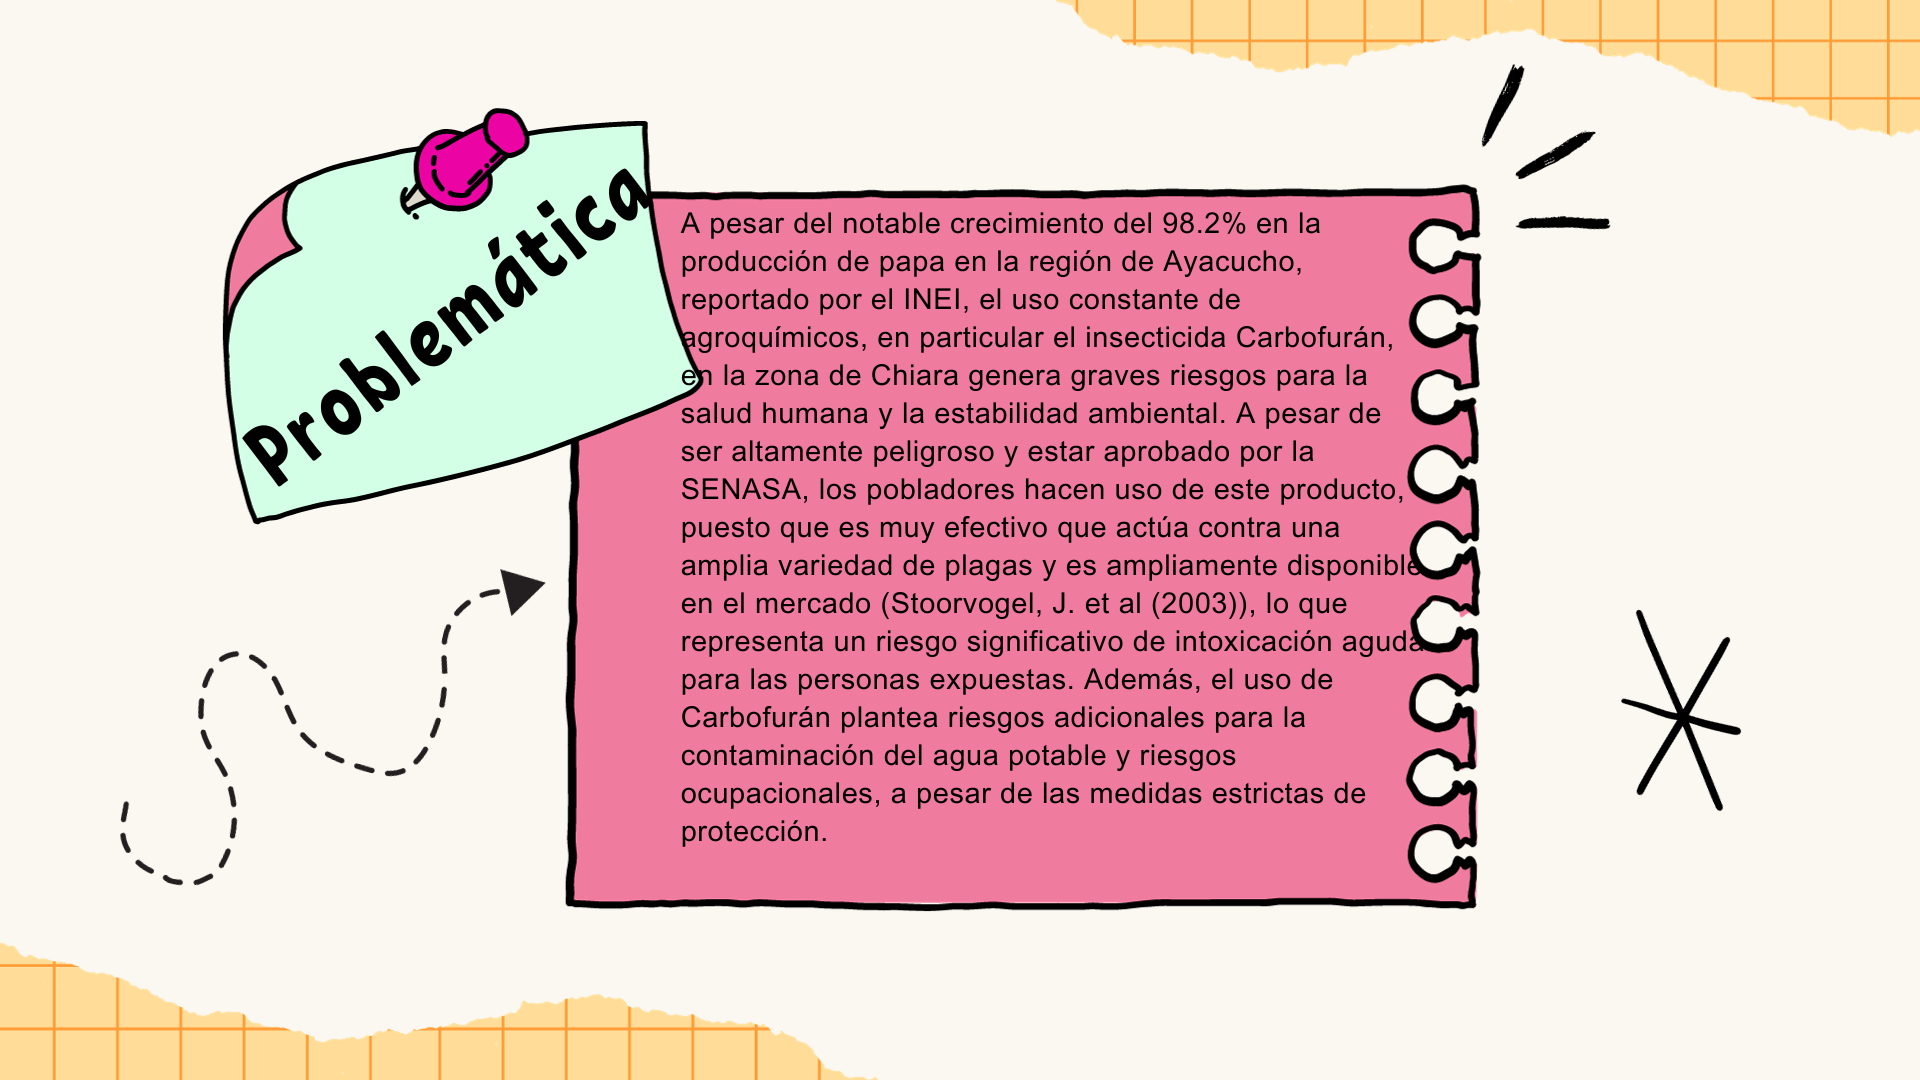 Problemática
A pesar del notable crecimiento del 98.2% en la
producción de papa en la región de Ayacucho,
reportado por el INEI, el uso constante de
agroquímicos, en particular el insecticida Carbofurán,
en la zona de Chiara genera graves riesgos para la
salud humana y la estabilidad ambiental. A pesar de
ser altamente peligroso y estar aprobado por la
SENASA, los pobladores hacen uso de este producto,
puesto que es muy efectivo que actúa contra una
amplia variedad de plagas y es ampliamente disponible
en el mercado (Stoorvogel, J. et al (2003)), lo que
representa un riesgo significativo de intoxicación aguda
para las personas expuestas. Además, el uso de
Carbofurán plantea riesgos adicionales para la
contaminación del agua potable y riesgos
ocupacionales, a pesar de las medidas estrictas de
protección.